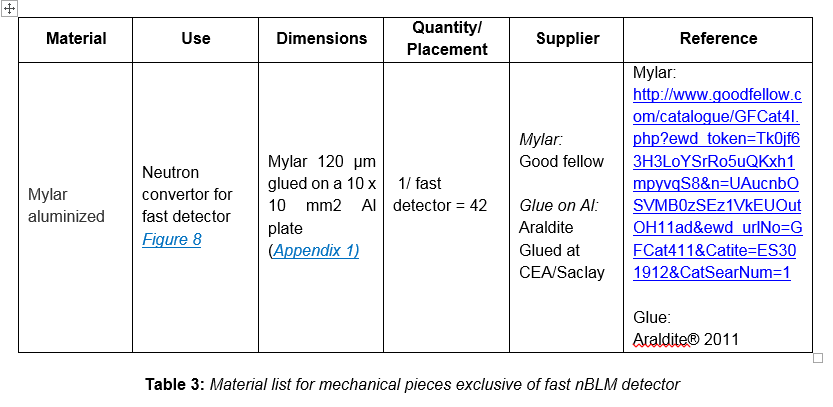 Material
Use
Dimensions
Quantity/
Placement
Supplier
Reference
Mylar
aluminized
Neutron
convertor for
fast detector
Figure 8
Mylar 120 µm
glued on a 10 x
10 mm2 Al
plate
(Appendix 1)
1/ fast
detector = 42
Mylar:
Good fellow
Glue on Al:
Araldite
Glued at
CEA/Saclay
Mylar:
http://www.goodfellow.c
om/catalogue/GFCat4I.
php?ewd_token=Tk0jf6
3H3LoYSrRo5uQKxh1
mpyvqS8&n=UAucnbO
SVMB0zSEz1VkEUOut
OH11ad&ewd_urlNo=G
FCat411&Catite=ES30
1912&CatSearNum=1
Glue:
Araldite® 2011
Table 3: Material list for mechanical pieces exclusive of fast nBLM detector